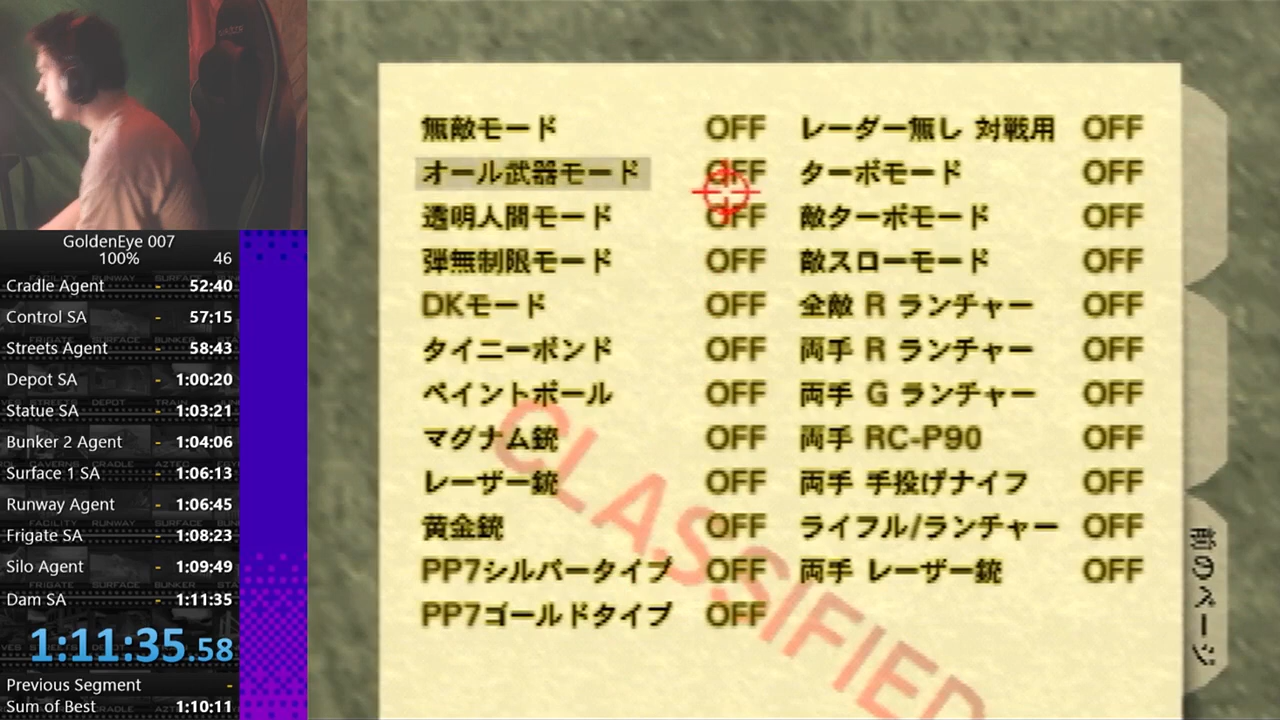 GoldenEye 007
100% 46
Cradle Agent - 52:40
Control SA - 57:15
Streets Agent - 58:43
Depot SA - 1:00:20
Statue SA - 1:03:21
Bunker 2 Agent - 1:04:06
Surface 1 SA - 1:06:13
Runway Agent - 1:06:45
Frigate SA - 1:08:23
Silo Agent - 1:09:49
Dam SA - 1:11:35
1:11:35.58
Previous Segment -
Sum of Best 1:10:11
無敵モード OFF レーダー無し 対戦用 OFF
オール武器モード OFF ターボモード OFF
透明人間モード OFF 敵ターボモード OFF
弾無制限モード OFF 敵スローモード OFF
DKモード OFF 全敵 R ランチャー OFF
タイニーボンド OFF 両手 R ランチャー OFF
ペイントボール OFF 両手 G ランチャー OFF
マグナム銃 OFF 両手 RC-P90 OFF
レーザー銃 OFF 両手 手投げナイフ OFF
黄金銃 OFF ライフル/ランチャー OFF
PP7シルバータイプ OFF 両手 レーザー銃 OFF
PP7ゴールドタイプ OFF
CLASSIFIED
前のページ